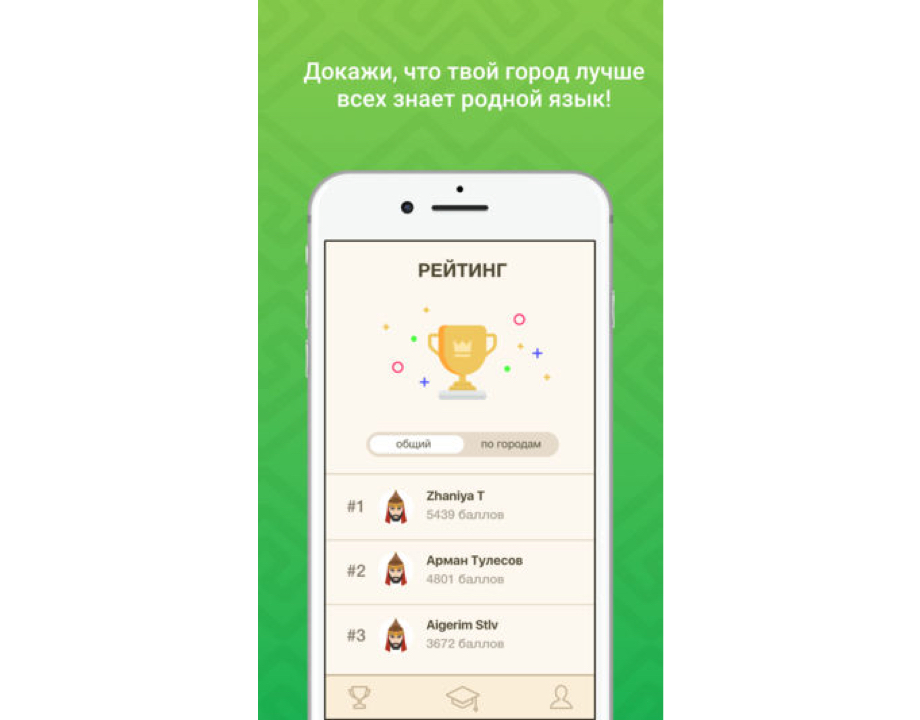 Докажи, что твой город лучше
всех знает родной язык!
РЕЙТИНГ
общий по городам
#1 Zhaniya T
5439 баллов
#2 Арман Тулесов
4801 баллов
#3 Aigerim Stlv
3672 баллов